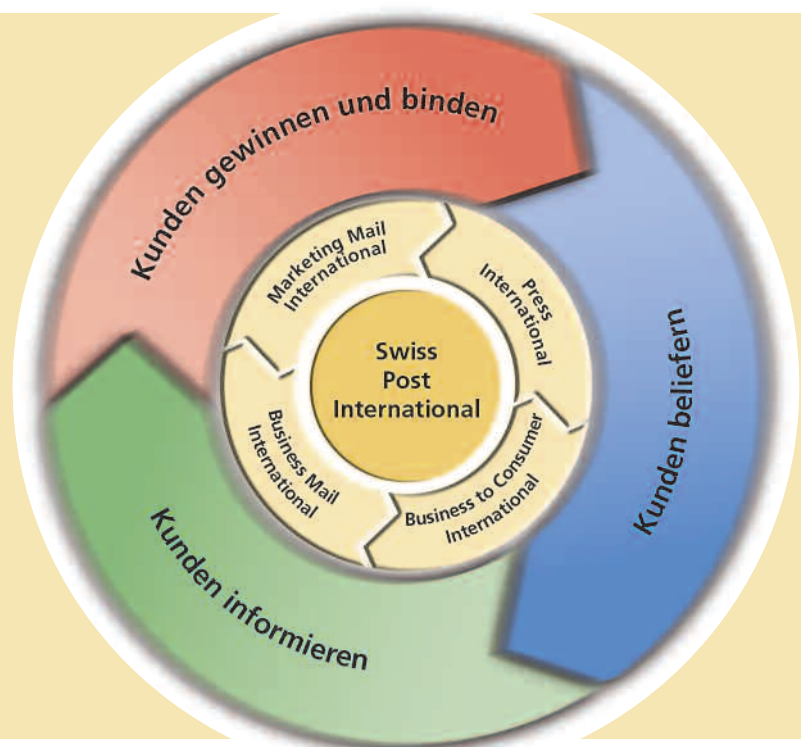 Kunden gewinnen und binden
Marketing Mail
International
Press
International
Swiss
Post
International
Kunden beliefern
Business Mail
International
Business to Consumer
International
Kunden informieren